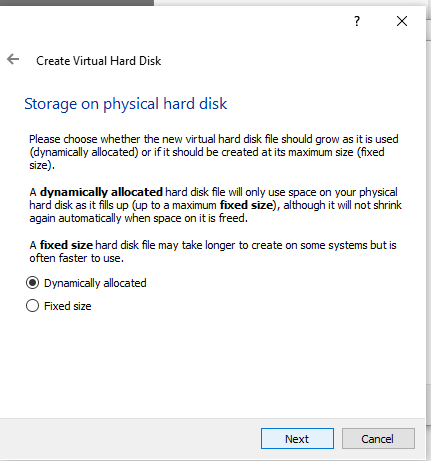 ?
Create Virtual Hard Disk
Storage on physical hard disk
Please choose whether the new virtual hard disk file should grow as it is used
(dynamically allocated) or if it should be created at its maximum size (fixed
size).
A dynamically allocated hard disk file will only use space on your physical
hard disk as it fills up (up to a maximum fixed size), although it will not shrink
again automatically when space on it is freed.
A fixed size hard disk file may take longer to create on some systems but is
often faster to use.
Dynamically allocated
Fixed size
Next
Cancel